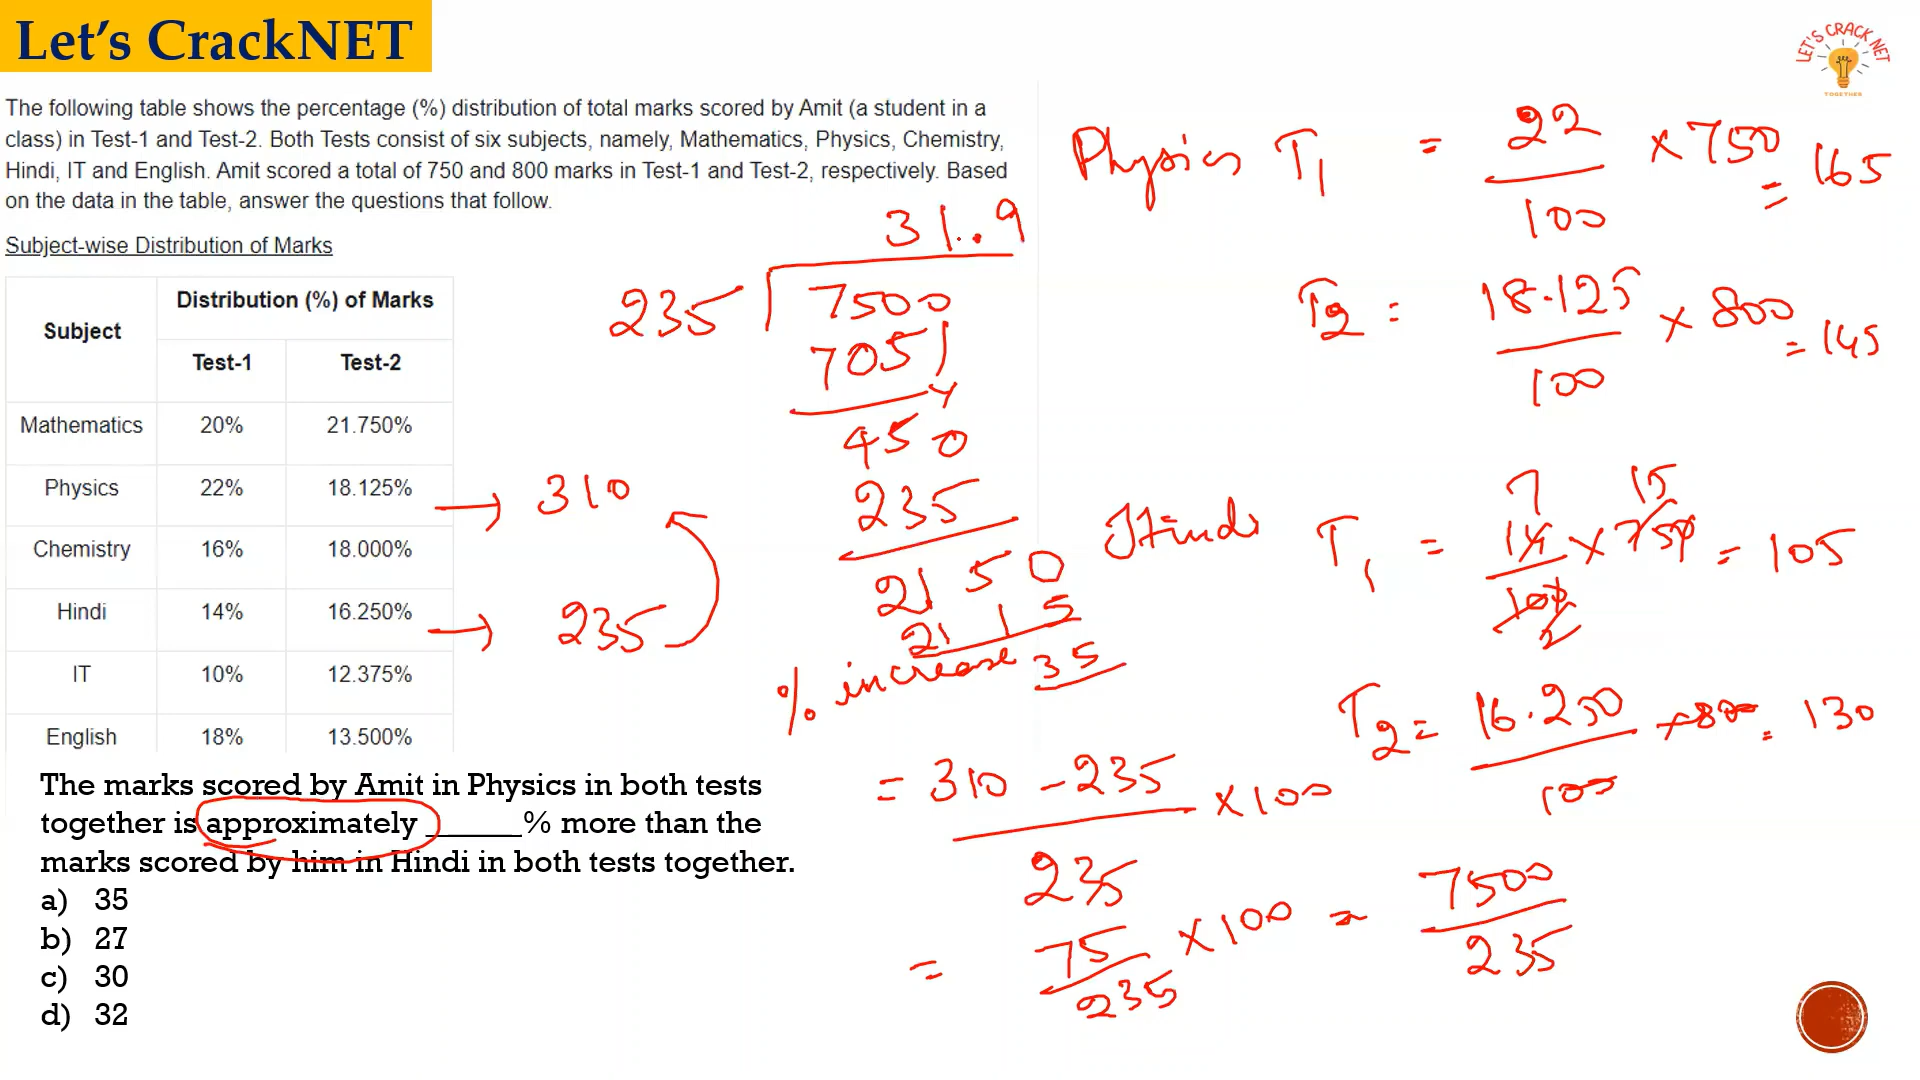 Let's CrackNET
LET'S CRACK NET
TOGETHER
The following table shows the percentage (%) distribution of total marks scored by Amit (a student in a
class) in Test-1 and Test-2. Both Tests consist of six subjects, namely, Mathematics, Physics, Chemistry,
Hindi, IT and English. Amit scored a total of 750 and 800 marks in Test-1 and Test-2, respectively. Based
on the data in the table, answer the questions that follow.
Subject-wise Distribution of Marks
Subject Distribution (%) of Marks
Test-1 Test-2
Mathematics 20% 21.750%
Physics 22% 18.125% → 310
Chemistry 16% 18.000%
Hindi 14% 16.250% → 235
IT 10% 12.375%
English 18% 13.500%
The marks scored by Amit in Physics in both tests
together is approximately ______% more than the
marks scored by him in Hindi in both tests together.
a) 35
b) 27
c) 30
d) 32
31.9
235 7500
705
450
235
2150
2115
35
% increase
= 310 - 235 × 100
235
= 75 × 100 = 7500
235 235
Physics T1 = 22 × 750 = 165
100
T2 = 18.125 × 800 = 145
100
7 15
Hindi T1 = 14 × 750 = 105
100
2
T2 = 16.250 × 800 = 130
100